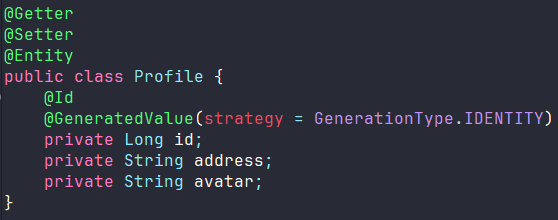 @Getter
@Setter
@Entity
public class Profile {
    @Id
    @GeneratedValue(strategy = GenerationType.IDENTITY)
    private Long id;
    private String address;
    private String avatar;
}